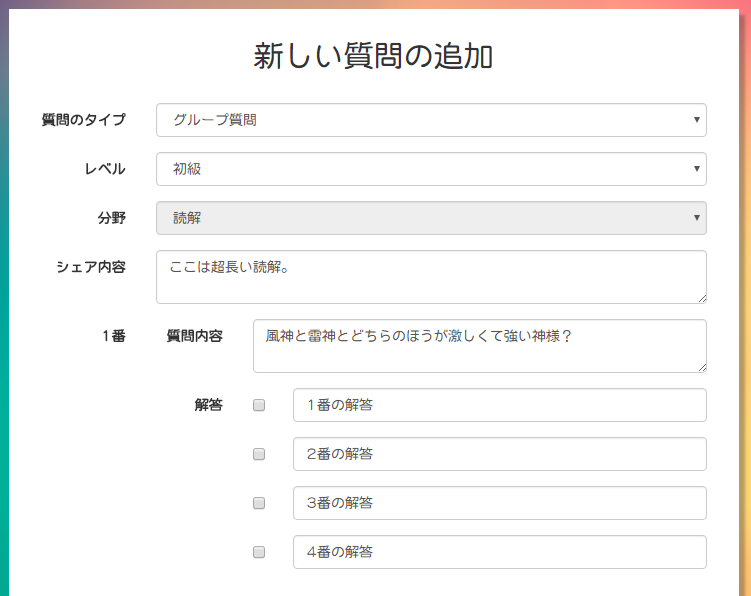 新しい質問の追加
質問のタイプ グループ質問
レベル 初級
分野 読解
シェア内容 ここは超長い読解。
1番 質問内容 風神と雷神とどちらのほうが激しくて強い神様？
解答 1番の解答
2番の解答
3番の解答
4番の解答